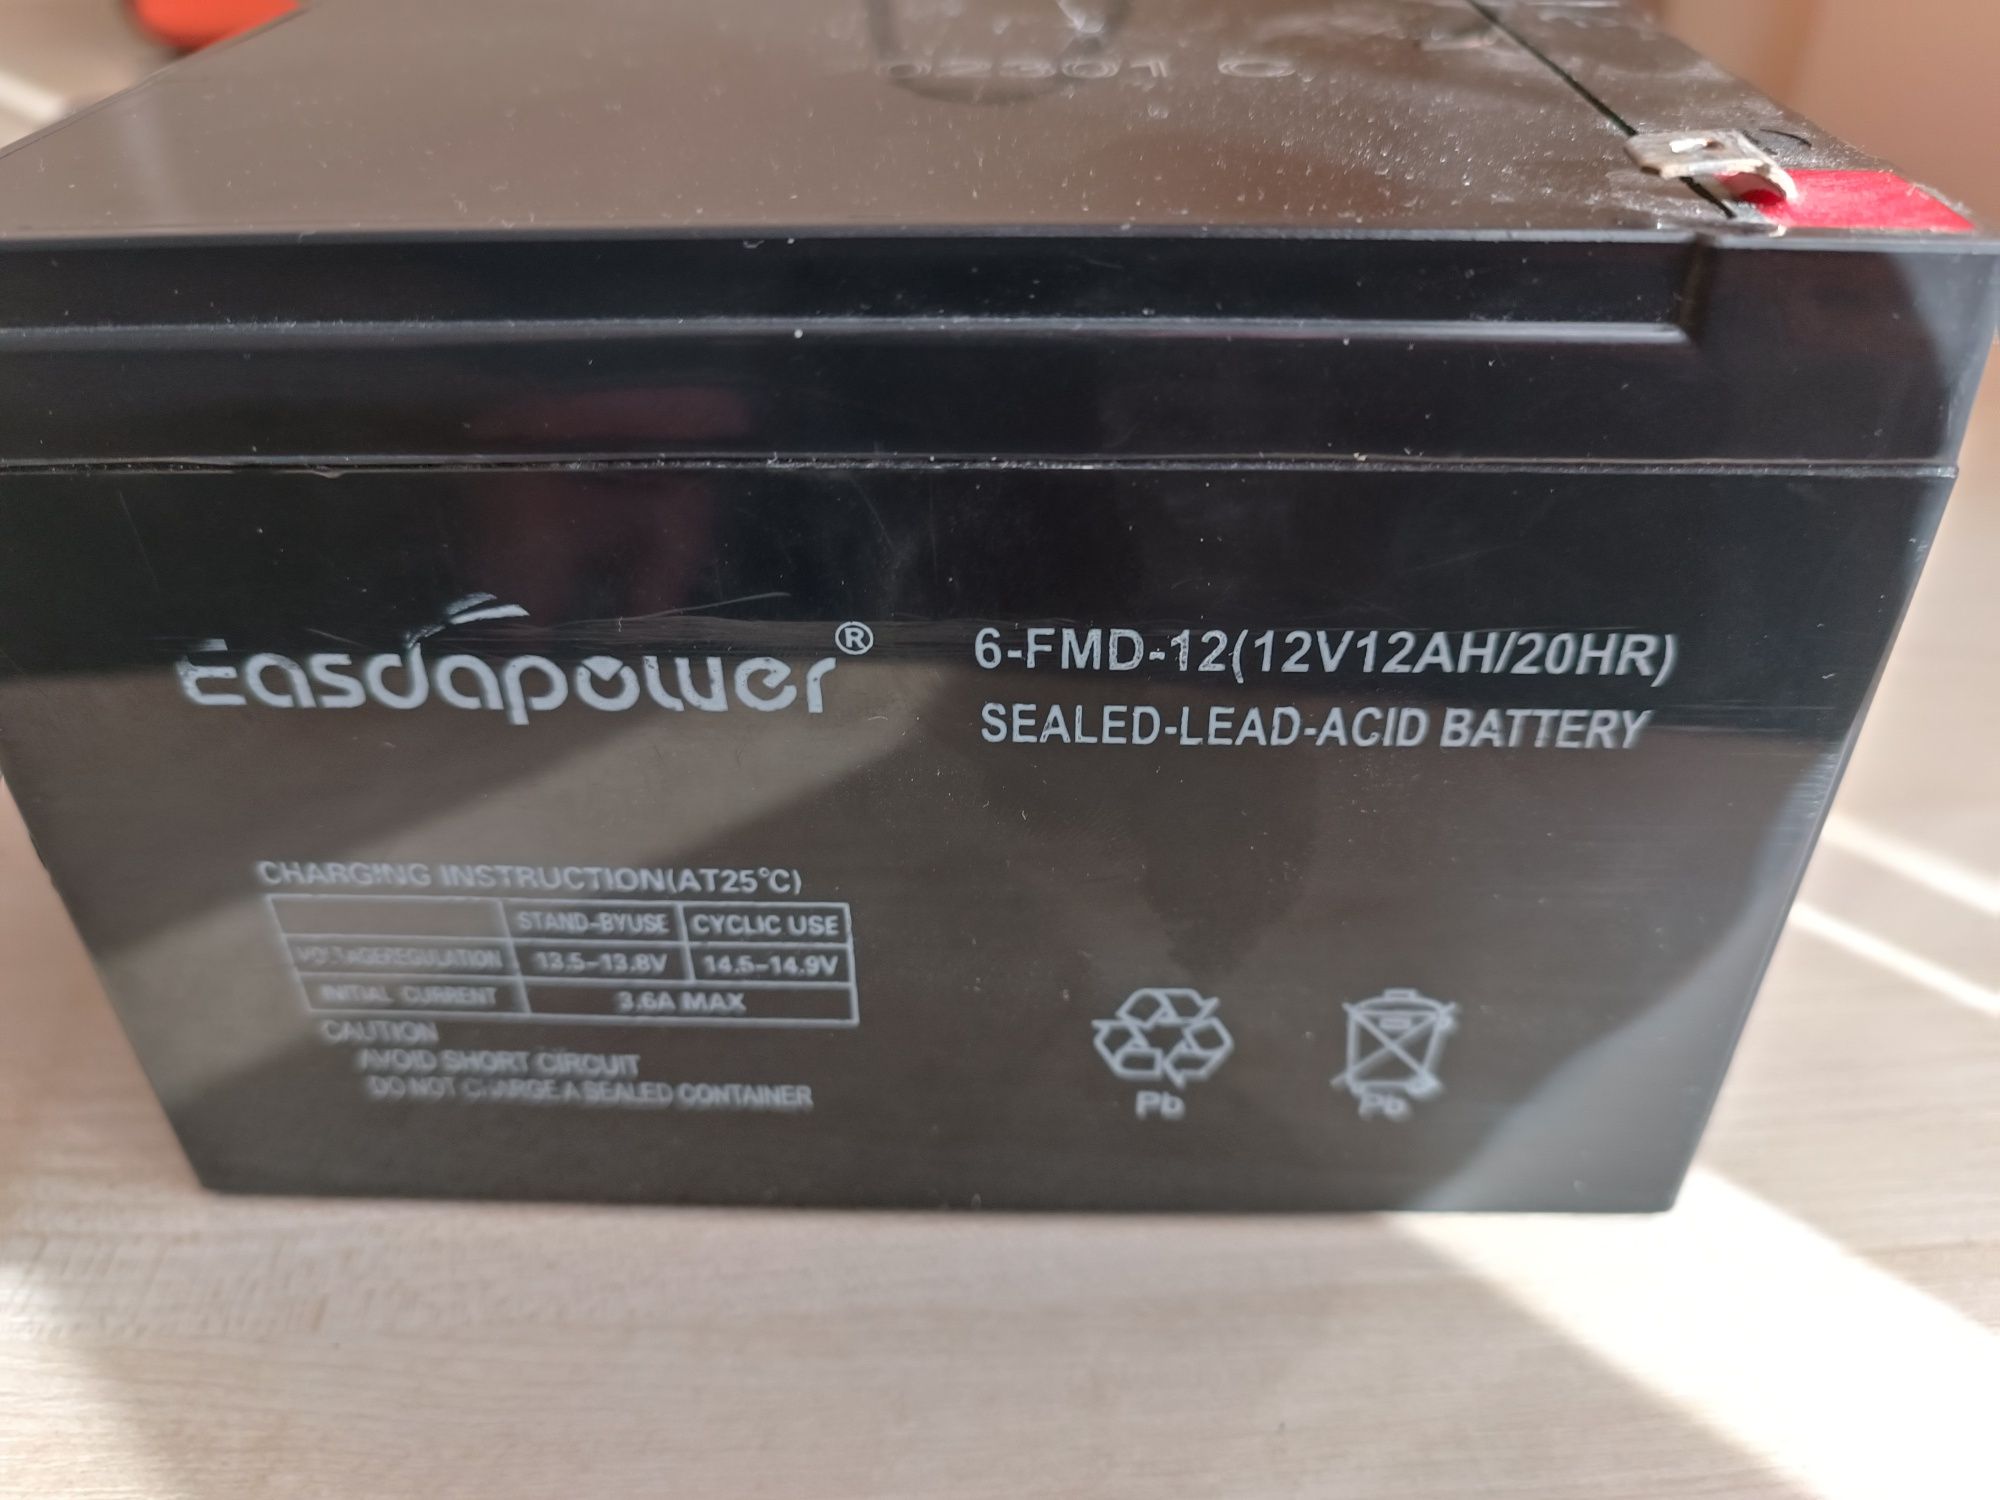 Easdapower®
6-FMD-12(12V12AH/20HR)
SEALED-LEAD-ACID BATTERY
CHARGING INSTRUCTION(AT25℃)
STAND-BYUSE CYCLIC USE
VOLTAGEREGULATION 13.5-13.8V 14.5-14.9V
INITIAL CURRENT 3.6A MAX
CAUTION
AVOID SHORT CIRCUIT
DO NOT CHARGE A SEALED CONTAINER
Pb
Pb